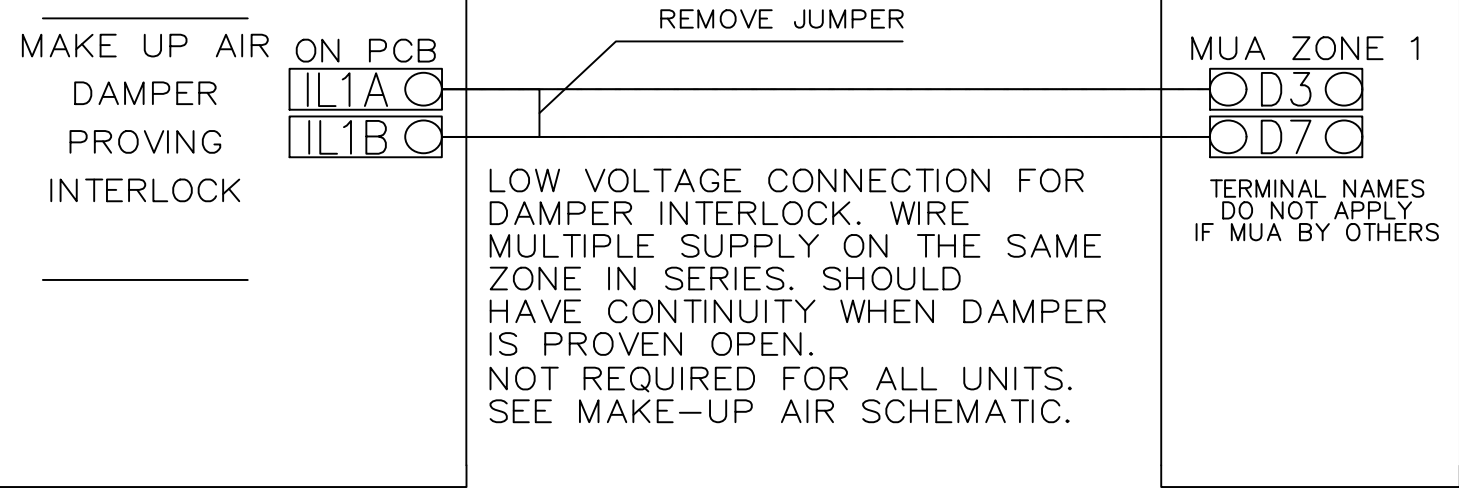 REMOVE JUMPER
MAKE UP AIR
DAMPER
PROVING
INTERLOCK
ON PCB
IL1A
IL1B
MUA ZONE 1
D3
D7
TERMINAL NAMES
DO NOT APPLY
IF MUA BY OTHERS
LOW VOLTAGE CONNECTION FOR
DAMPER INTERLOCK. WIRE
MULTIPLE SUPPLY ON THE SAME
ZONE IN SERIES. SHOULD
HAVE CONTINUITY WHEN DAMPER
IS PROVEN OPEN.
NOT REQUIRED FOR ALL UNITS.
SEE MAKE-UP AIR SCHEMATIC.